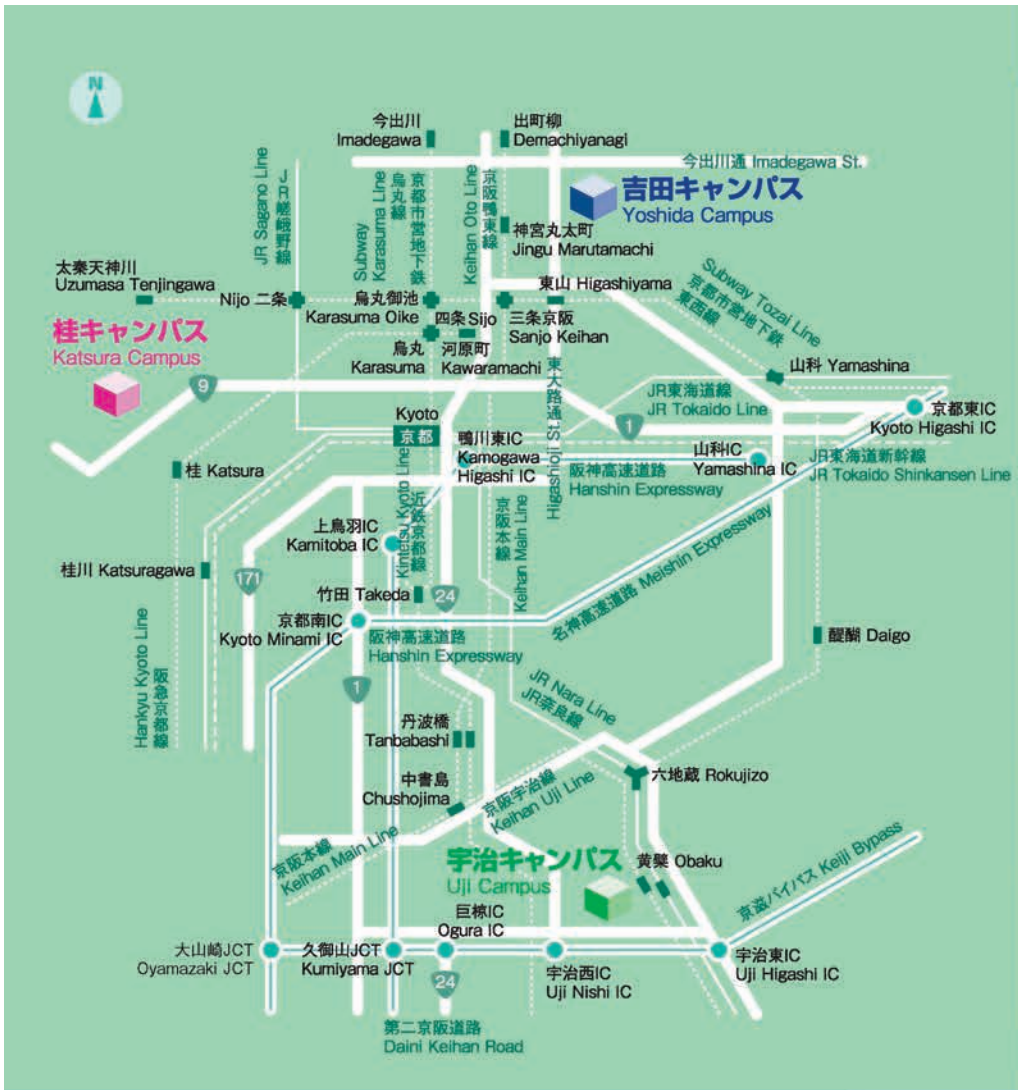 N
今出川
Imadegawa
出町柳
Demachiyanagi
今出川通 Imadegawa St.
JR Sagano Line
JR嵯峨野線
Subway
Karasuma Line
烏丸線
京都市営地下鉄
Keihan Oto Line
京阪鴨東線
吉田キャンパス
Yoshida Campus
神宮丸太町
Jingu Marutamachi
太秦天神川
Uzumasa Tenjingawa
Nijo 二条
烏丸御池
Karasuma Oike
東山 Higashiyama
Subway Tozai Line
京都市営地下鉄
東西線
四条 Sijo
三条京阪
Sanjo Keihan
烏丸
Karasuma
河原町
Kawaramachi
桂キャンパス
Katsura Campus
9
東大路通
Higashioji St.
山科 Yamashina
JR東海道線
JR Tokaido Line
1
京都東IC
Kyoto Higashi IC
Kyoto
京都
鴨川東IC
Kamogawa
Higashi IC
山科IC
Yamashina IC
阪神高速道路
Hanshin Expressway
JR東海道新幹線
JR Tokaido Shinkansen Line
桂 Katsura
Kintetsu Kyoto Line
近鉄京都線
京阪本線
Keihan Main Line
上鳥羽IC
Kamitoba IC
桂川 Katsuragawa
171
竹田 Takeda
24
名神高速道路 Meishin Expressway
京都南IC
Kyoto Minami IC
阪神高速道路
Hanshin Expressway
醍醐 Daigo
Hankyu Kyoto Line
阪急京都線
1
JR Nara Line
JR奈良線
丹波橋
Tanbabashi
中書島
Chushojima
六地蔵 Rokujizo
京阪宇治線
Keihan Uji Line
京阪本線
Keihan Main Line
宇治キャンパス
Uji Campus
黄檗 Obaku
京滋バイパス Keiji Bypass
巨椋IC
Ogura IC
大山崎JCT
Oyamazaki JCT
久御山JCT
Kumiyama JCT
24
宇治西IC
Uji Nishi IC
宇治東IC
Uji Higashi IC
第二京阪道路
Daini Keihan Road